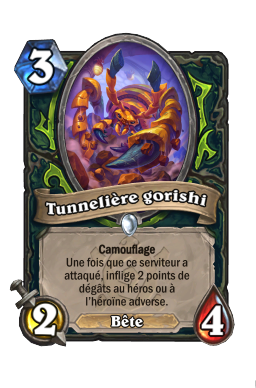 3
Tunnelière gorishi
Camouflage
Une fois que ce serviteur a
attaqué, inflige 2 points de
dégâts au héros ou à
l'héroïne adverse.
2
Bête
4